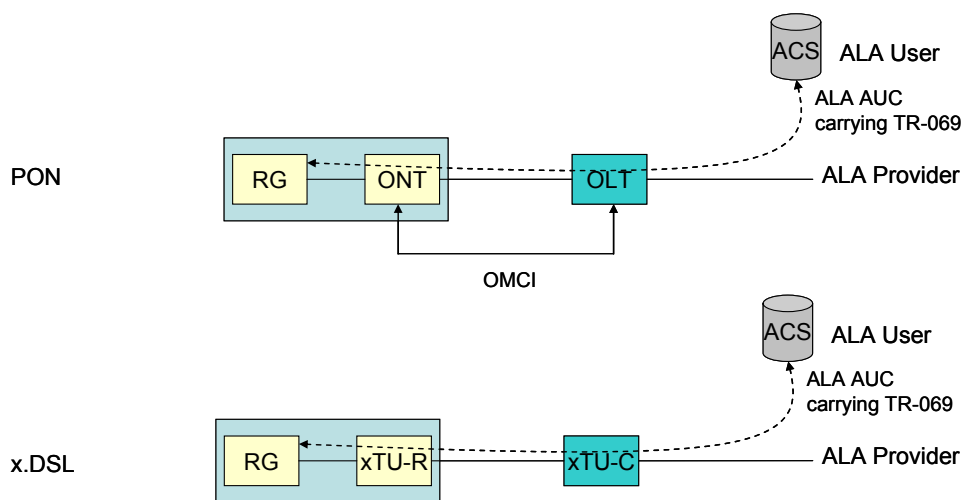 ACS
ALA User
ALA AUC
carrying TR-069
PON
RG
ONT
OLT
ALA Provider
OMCI
ACS
ALA User
ALA AUC
carrying TR-069
x.DSL
RG
xTU-R
xTU-C
ALA Provider